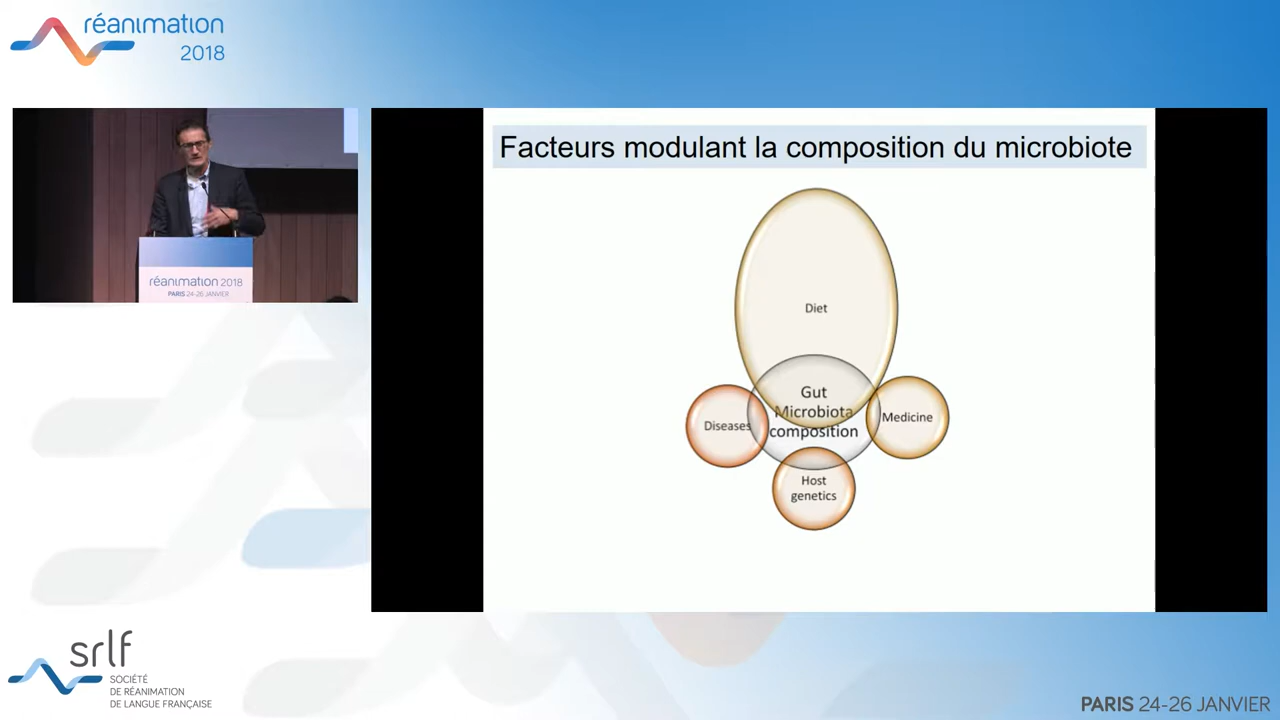 réanimation
2018
réanimation 2018
PARIS 24-26 JANVIER
Facteurs modulant la composition du microbiote
Diet
Gut
Microbiota
composition
Diseases
Medicine
Host
genetics
srlf
SOCIÉTÉ
DE RÉANIMATION
DE LANGUE FRANÇAISE
PARIS 24-26 JANVIER